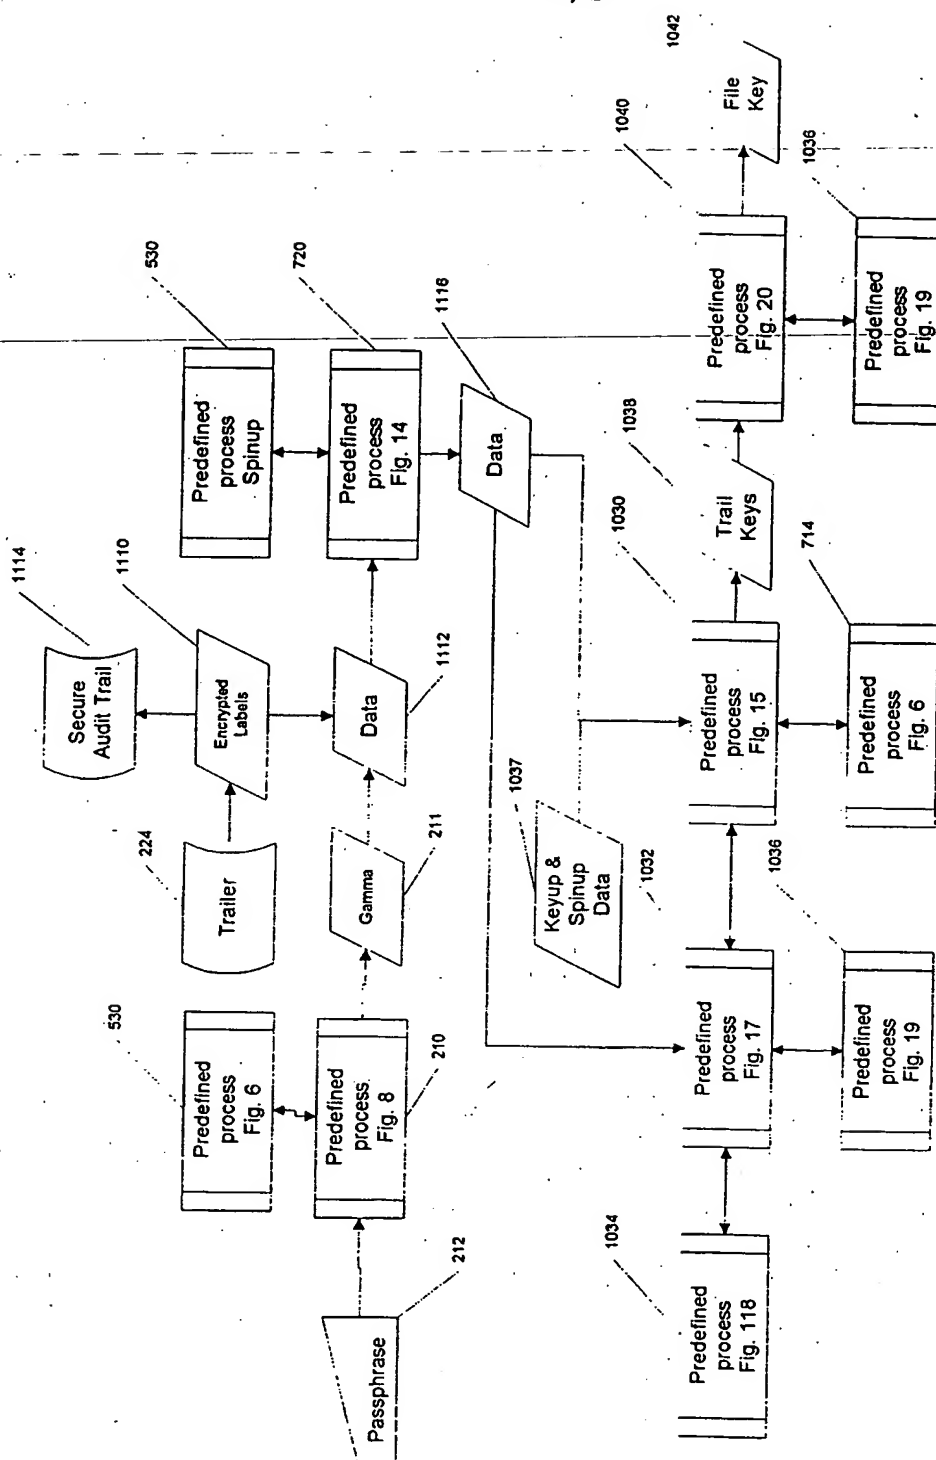 1114
Secure
Audit Trail
224
Trailer
1110
Encrypted
Labels
530
Predefined
process
Spinup
530
Predefined
process
Fig. 6
212
Passphrase
210
Predefined
process
Fig. 8
211
Gamma
1112
Data
720
Predefined
process
Fig. 14
1116
Data
1037
Keyup &
Spinup
Data
1034
Predefined
process
Fig. 118
1032
Predefined
process
Fig. 17
1030
Predefined
process
Fig. 15
1038
Trail
Keys
1040
Predefined
process
Fig. 20
1042
File
Key
1036
Predefined
process
Fig. 19
714
Predefined
process
Fig. 6
1036
Predefined
process
Fig. 19